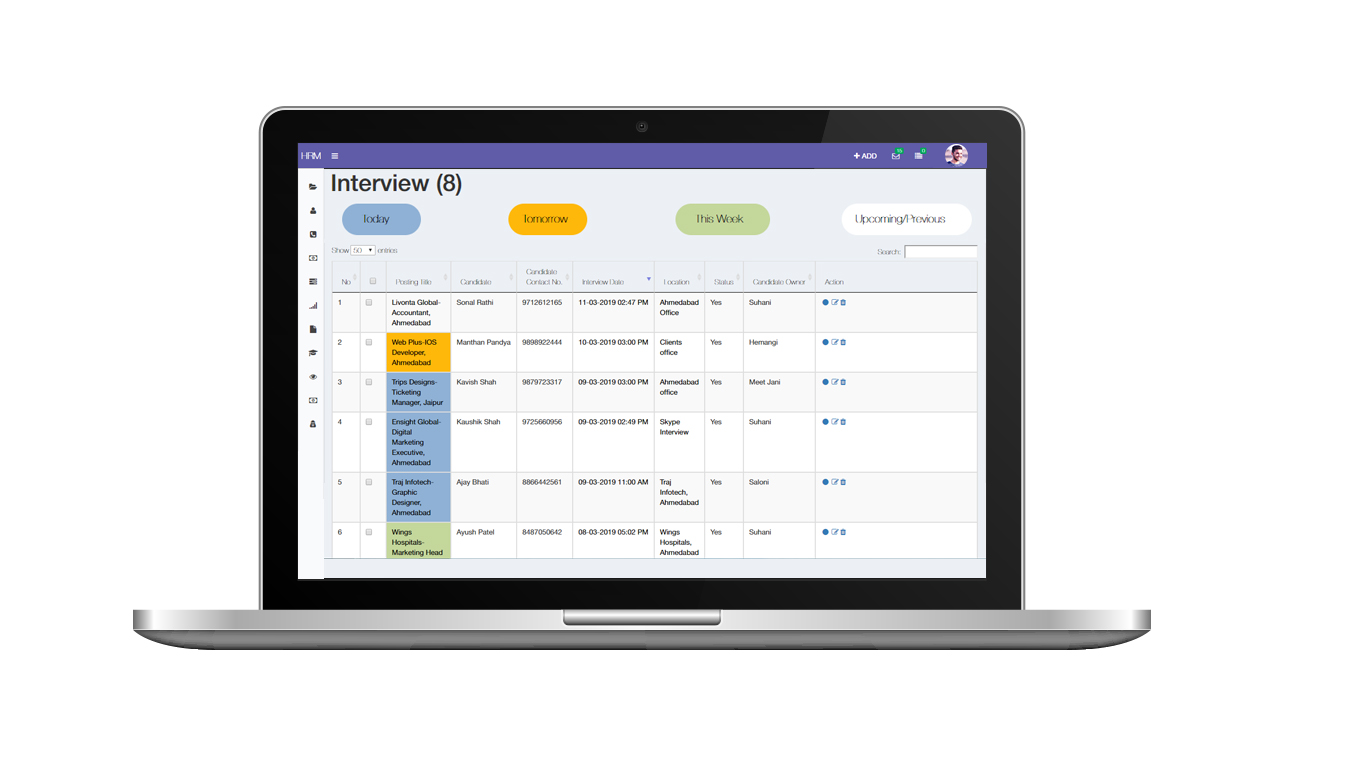 HRM + ADD
Interview (8)
Today Tomorrow This Week Upcoming/Previous
Show 50 entries Search:
Candidate
No Posting Title Candidate Contact No. Interview Date Location Status Candidate Owner Action
1 Livonta Global- Sonal Rathi 9712612165 11-03-2019 02:47 PM Ahmedabad Yes Suhani
Accountant, Office
Ahmedabad
2 Web Plus-IOS Manthan Pandya 9898922444 10-03-2019 03:00 PM Clients Yes Hemangi
Developer, office
Ahmedabad
3 Trips Designs- Kavish Shah 9879723317 09-03-2019 03:00 PM Ahmedabad Yes Meet Jani
Ticketing office
Manager, Jaipur
4 Ensight Global- Kaushik Shah 9725660956 09-03-2019 02:49 PM Skype Yes Suhani
Digital Interview
Marketing
Executive,
Ahmedabad
5 Traj Infotech- Ajay Bhati 8866442561 09-03-2019 11:00 AM Traj Yes Saloni
Graphic Infotech,
Designer, Ahmedabad
Ahmedabad
6 Wings Ayush Patel 8487050642 08-03-2019 05:02 PM Wings Yes Suhani
Hospitals- Hospitals,
Marketing Head Ahmedabad